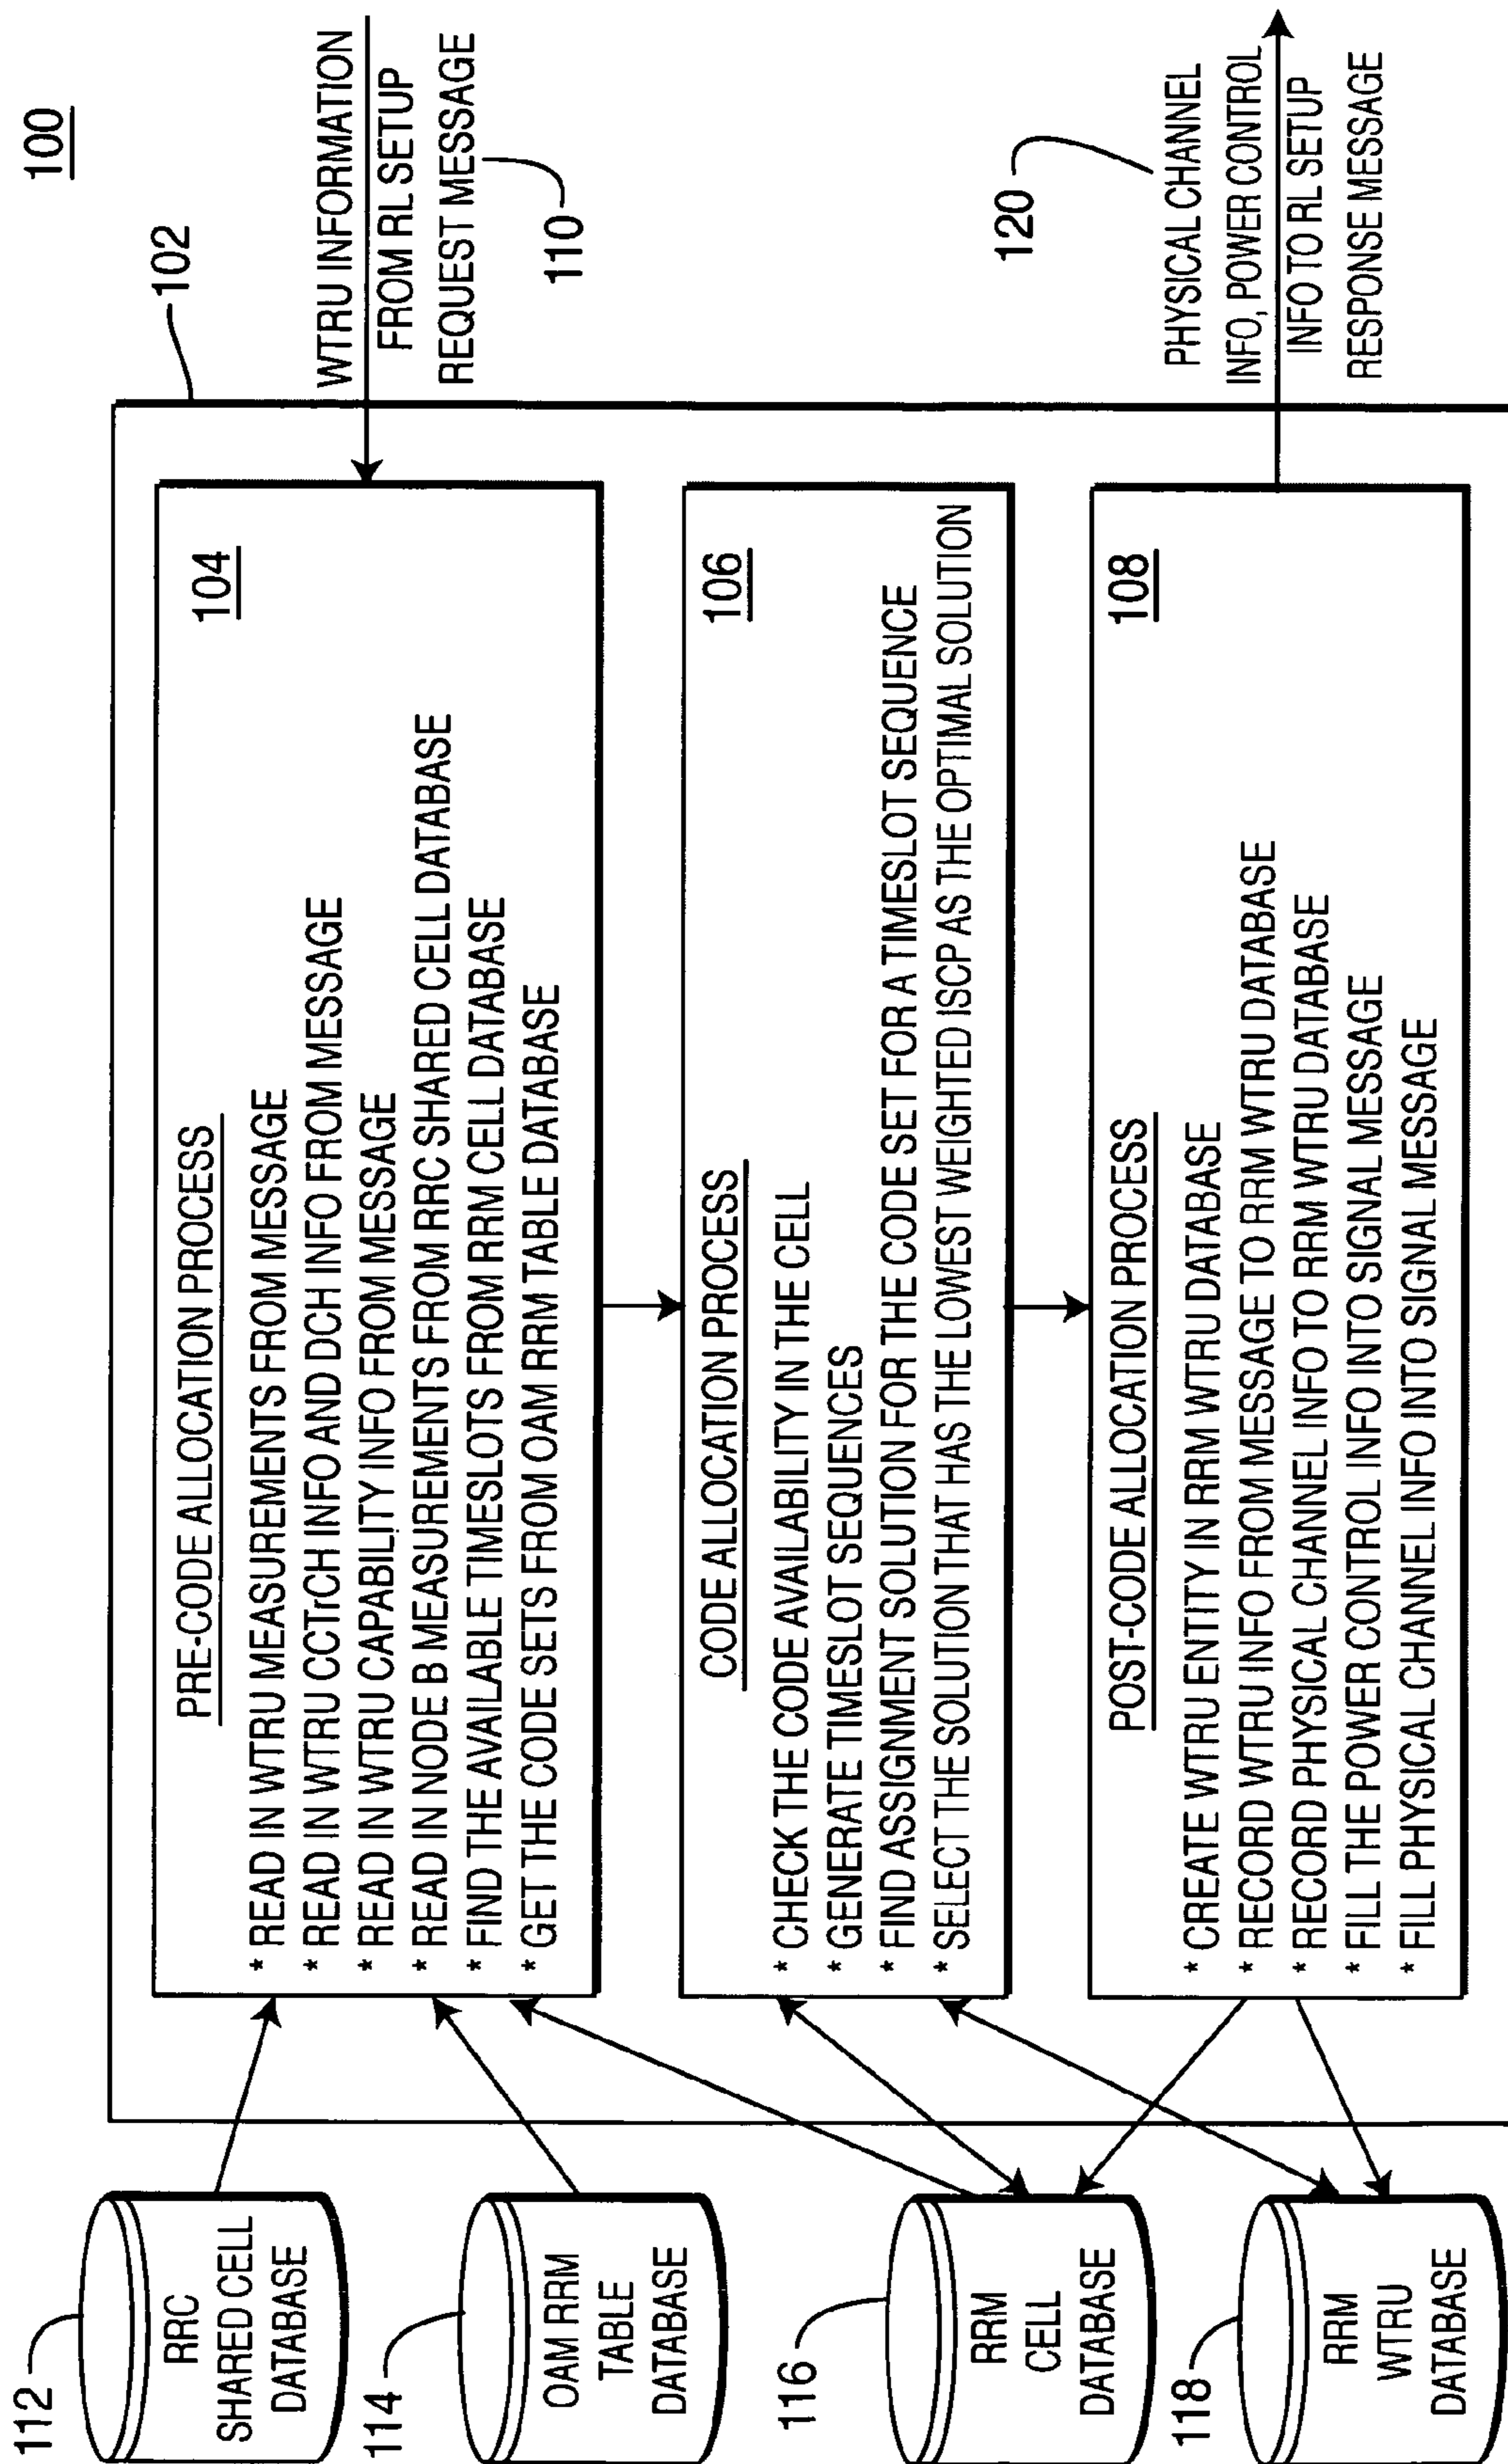 100
102
112
RRC
SHARED CELL
DATABASE
114
OAM RRM
TABLE
DATABASE
116
RRM
CELL
DATABASE
118
RRM
WTRU
DATABASE
104
PRE-CODE ALLOCATION PROCESS
* READ IN WTRU MEASUREMENTS FROM MESSAGE
* READ IN WTRU CCTrCH INFO AND DCH INFO FROM MESSAGE
* READ IN WTRU CAPABILITY INFO FROM MESSAGE
* READ IN NODE B MEASUREMENTS FROM RRC SHARED CELL DATABASE
* FIND THE AVAILABLE TIMESLOTS FROM RRM CELL DATABASE
* GET THE CODE SETS FROM OAM RRM TABLE DATABASE
106
CODE ALLOCATION PROCESS
* CHECK THE CODE AVAILABILITY IN THE CELL
* GENERATE TIMESLOT SEQUENCES
* FIND ASSIGNMENT SOLUTION FOR THE CODE SET FOR A TIMESLOT SEQUENCE
* SELECT THE SOLUTION THAT HAS THE LOWEST WEIGHTED ISCP AS THE OPTIMAL SOLUTION
108
POST-CODE ALLOCATION PROCESS
* CREATE WTRU ENTITY IN RRM WTRU DATABASE
* RECORD WTRU INFO FROM MESSAGE TO RRM WTRU DATABASE
* RECORD PHYSICAL CHANNEL INFO TO RRM WTRU DATABASE
* FILL THE POWER CONTROL INFO INTO SIGNAL MESSAGE
* FILL PHYSICAL CHANNEL INFO INTO SIGNAL MESSAGE
WTRU INFORMATION
FROM RL SETUP
REQUEST MESSAGE
110
120
PHYSICAL CHANNEL
INFO, POWER CONTROL
INFO TO RL SETUP
RESPONSE MESSAGE